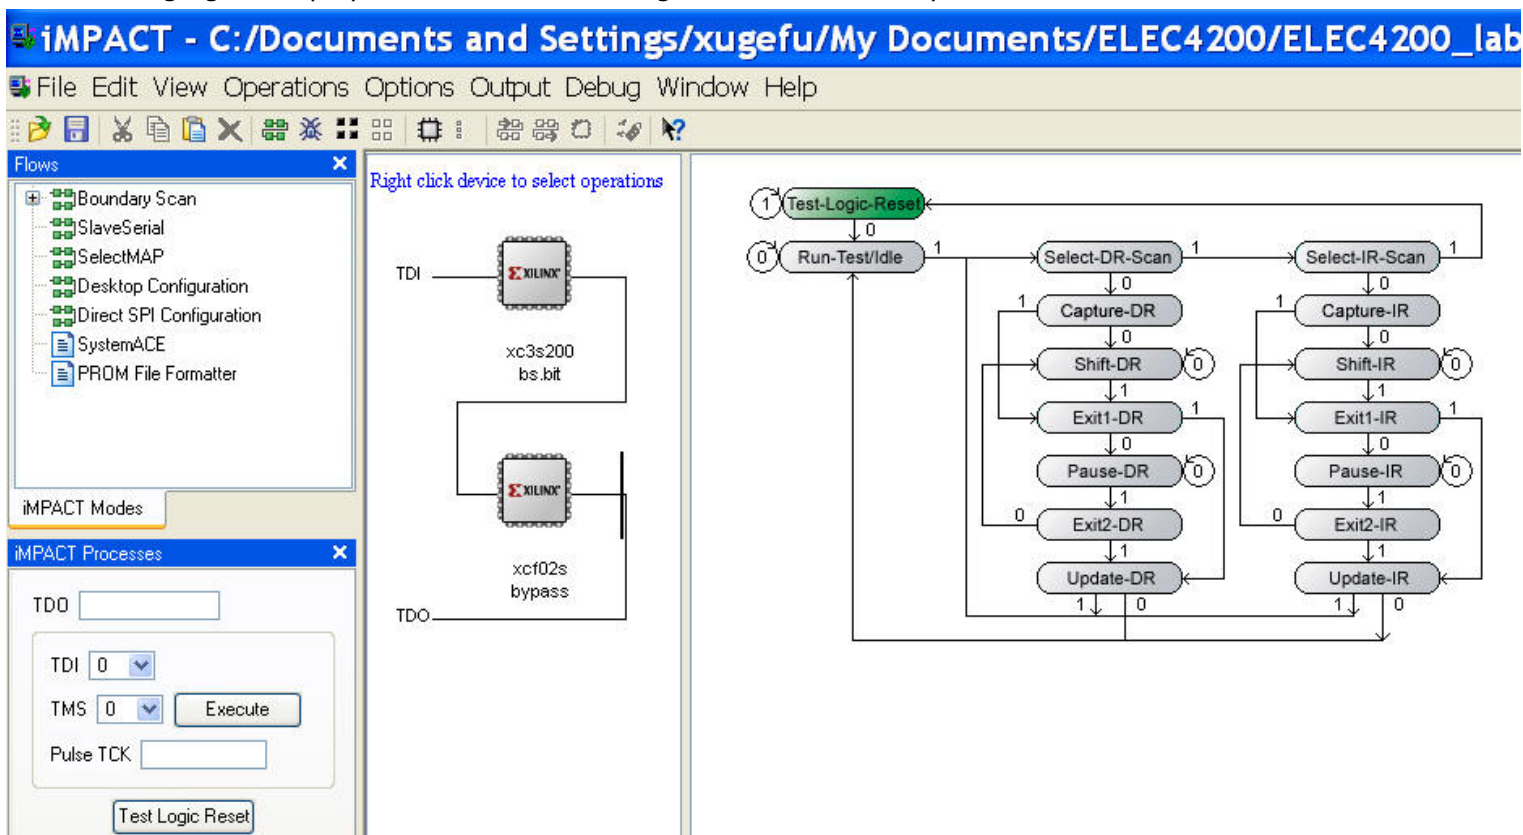 iMPACT - C:/Documents and Settings/xugefu/My Documents/ELEC4200/ELEC4200_lab
File Edit View Operations Options Output Debug Window Help
Flows
Boundary Scan
SlaveSerial
SelectMAP
Desktop Configuration
Direct SPI Configuration
SystemACE
PROM File Formatter
iMPACT Modes
iMPACT Processes
TDO
TDI 0
TMS 0 Execute
Pulse TCK
Test Logic Reset
Right click device to select operations
TDI
XILINX
xc3s200
bs.bit
XILINX
xcf02s
bypass
TDO
1 Test-Logic-Reset
0
0 Run-Test/Idle 1 Select-DR-Scan 1 Select-IR-Scan 1
0 0
1 Capture-DR 1 Capture-IR
0 0
Shift-DR 0 Shift-IR 0
1 1
Exit1-DR 1 Exit1-IR 1
0 0
Pause-DR 0 Pause-IR 0
1 1
0 Exit2-DR 0 Exit2-IR
1 1
Update-DR Update-IR
1 0 1 0